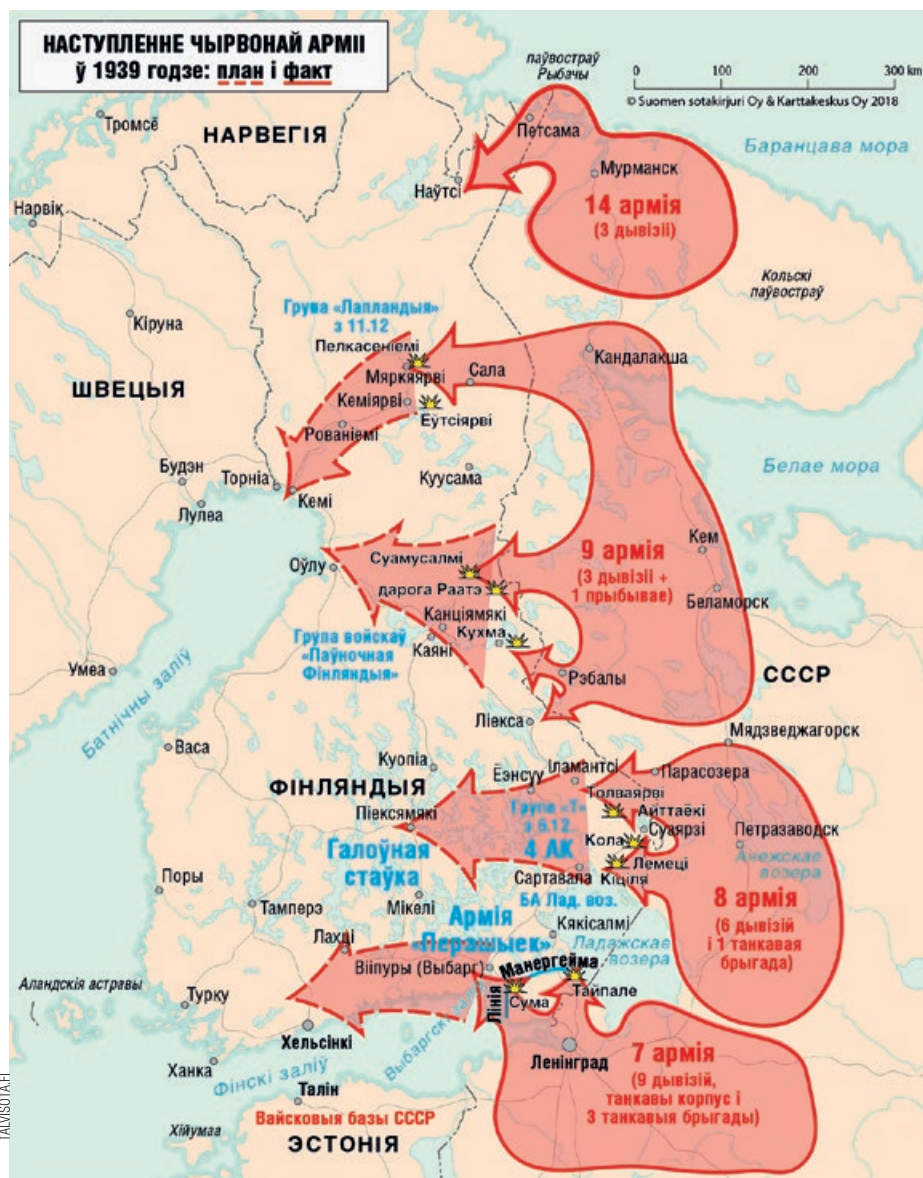 НАСТУПЛЕННЕ ЧЫРВОНАЙ АРМІІ
ў 1939 годзе: план і факт
паўвостраў
Рыбачы
0 100 200 300 km
© Suomen sotakirjuri Oy & Karttakeskus Oy 2018
Тромсё
НАРВЕГІЯ
Петсама
Баранцава мора
Мурманск
Наўтсі
14 армія
(3 дывізіі)
Нарвік
Кольскі
паўвостраў
Кіруна
Група «Лапландыя»
з 11.12
Пелкасеніемі
Кандалакша
Мяркяярві
Сала
ШВЕЦЫЯ
Кеміярві
Еўтсіярві
Рованіемі
Белае мора
Будэн
Торніа
Куусама
Кемі
Лулеа
Кем
9 армія
(3 дывізіі +
1 прыбывае)
Оўлу
Суамусалмі
дарога Раатэ
Беламорск
Канціямякі
Кухма
Група войскаў
«Паўночная
Фінляндыя»
Каяні
Умеа
Рэбалы
СССР
Батнічны заліў
Ліекса
Мядзведжагорск
Васа
Куопіа
Ёэнсуу
Іламантсі
Парасозера
ФІНЛЯНДЫЯ
Толваярві
Піексямякі
Група «Т»
з 6.12.
4 АК
Айттаёкі
Суаярзі
Петразаводск
Кола
Анежскае
возера
Галоўная
стаўка
Лемеці
Сартавала
Кіціля
Поры
Мікелі
БА Лад. воз.
8 армія
(6 дывізій
і 1 танкавая
брыгада)
Тамперэ
Армія
«Перашыек»
Кякісалмі
Ладажскае
возера
Лахці
Вііпуры (Выбарг)
Манергейма
Лінія
Аландскія астравы
Турку
Сума
Тайпале
Хельсінкі
Выбаргскі заліў
Ленінград
7 армія
(9 дывізій,
танкавы корпус і
3 танкавыя брыгады)
Ханка
Фінскі заліў
Талін
Вайсковыя базы СССР
Хійумаа
ЭСТОНІЯ
TALVISOTA.FI